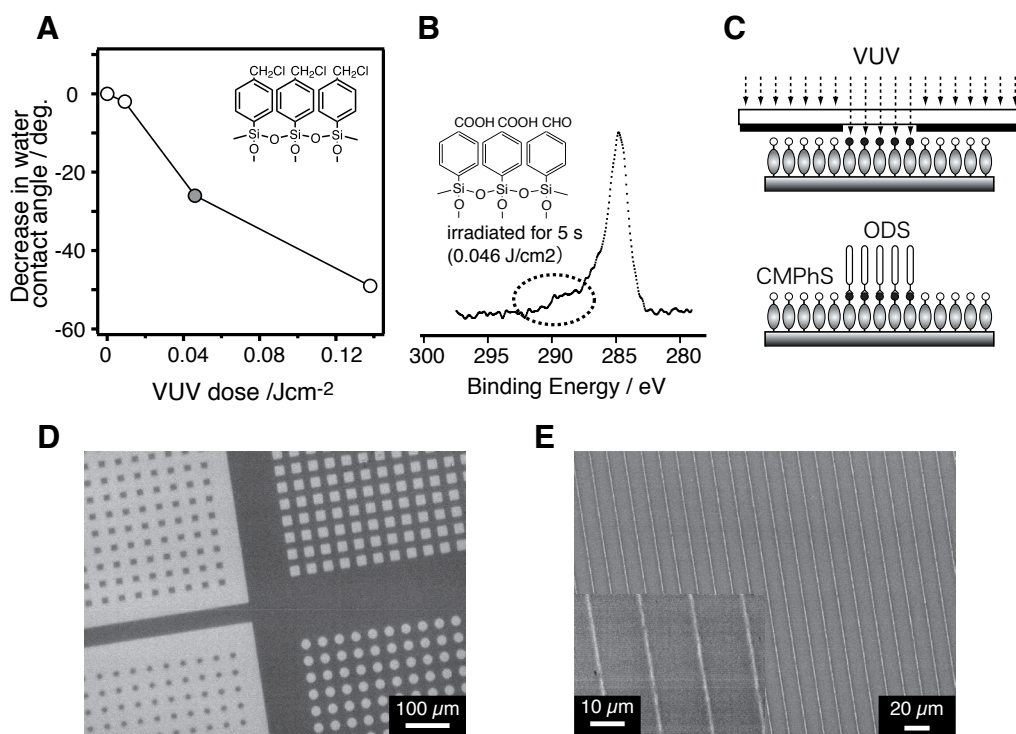 A
Decrease in water
contact angle / deg.
0
-20
-40
-60
0
0.04
0.08
0.12
VUV dose /Jcm-2
CH2Cl CH2Cl CH2Cl
Si O Si O Si
O O O
B
COOH COOH CHO
Si O Si O Si
O O O
irradiated for 5 s
(0.046 J/cm2)
300 295 290 285 280
Binding Energy / eV
C
VUV
ODS
CMPhS
D
100 µm
E
10 µm
20 µm